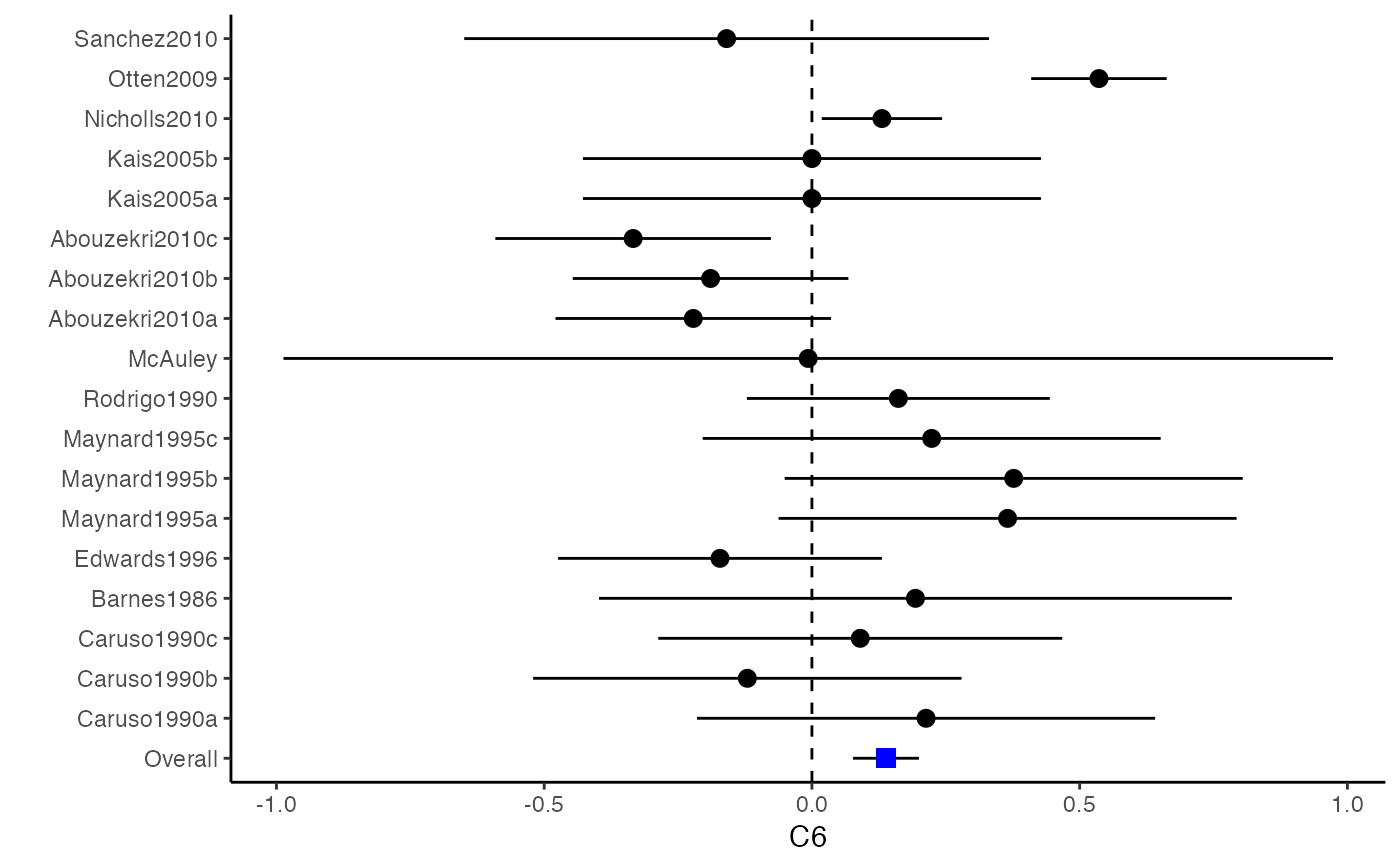 Sanchez2010
Otten2009
Nicholls2010
Kais2005b
Kais2005a
Abouzekri2010c
Abouzekri2010b
Abouzekri2010a
McAuley
Rodrigo1990
Maynard1995c
Maynard1995b
Maynard1995a
Edwards1996
Barnes1986
Caruso1990c
Caruso1990b
Caruso1990a
Overall
-1.0 -0.5 0.0 0.5 1.0
C6